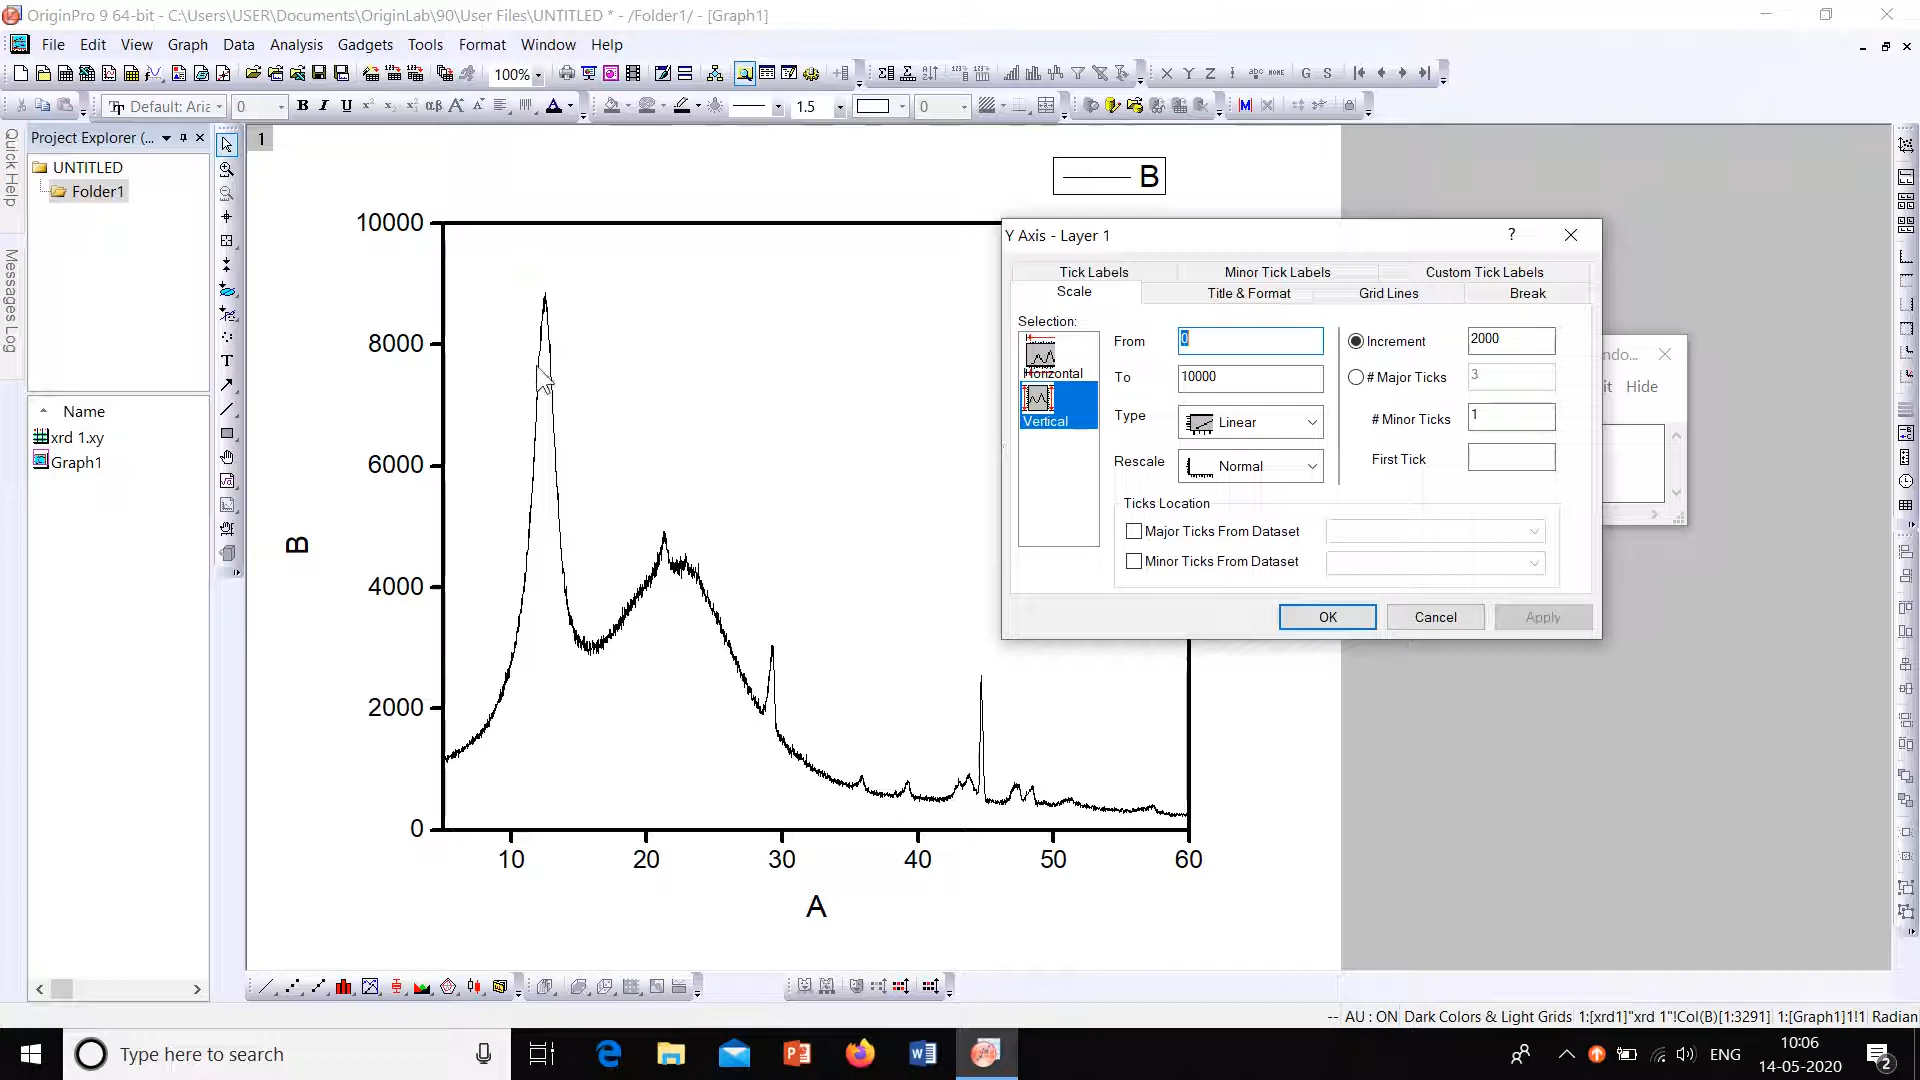 OriginPro 9 64-bit - C:\Users\USER\Documents\OriginLab\90\User Files\UNTITLED * - /Folder1/ - [Graph1]
File Edit View Graph Data Analysis Gadgets Tools Format Window Help
100%
Default: Aria 0 B I U αβ 1.5 0
Quick Help
Messages Log
Project Explorer (...
UNTITLED
Folder1
Name
xrd 1.xy
Graph1
1
B
10000
8000
6000
4000
2000
0
B
10 20 30 40 50 60
A
Y Axis - Layer 1 ?
Tick Labels Minor Tick Labels Custom Tick Labels
Scale Title & Format Grid Lines Break
Selection:
Horizontal
Vertical
From 0
To 10000
Type Linear
Rescale Normal
Increment 2000
# Major Ticks 3
# Minor Ticks 1
First Tick
Ticks Location
Major Ticks From Dataset
Minor Ticks From Dataset
OK Cancel Apply
ndo...
it Hide
-- AU : ON Dark Colors & Light Grids 1:[xrd1]"xrd 1"!Col(B)[1:3291] 1:[Graph1]1!1 Radian
Type here to search
ENG
10:06
14-05-2020
2